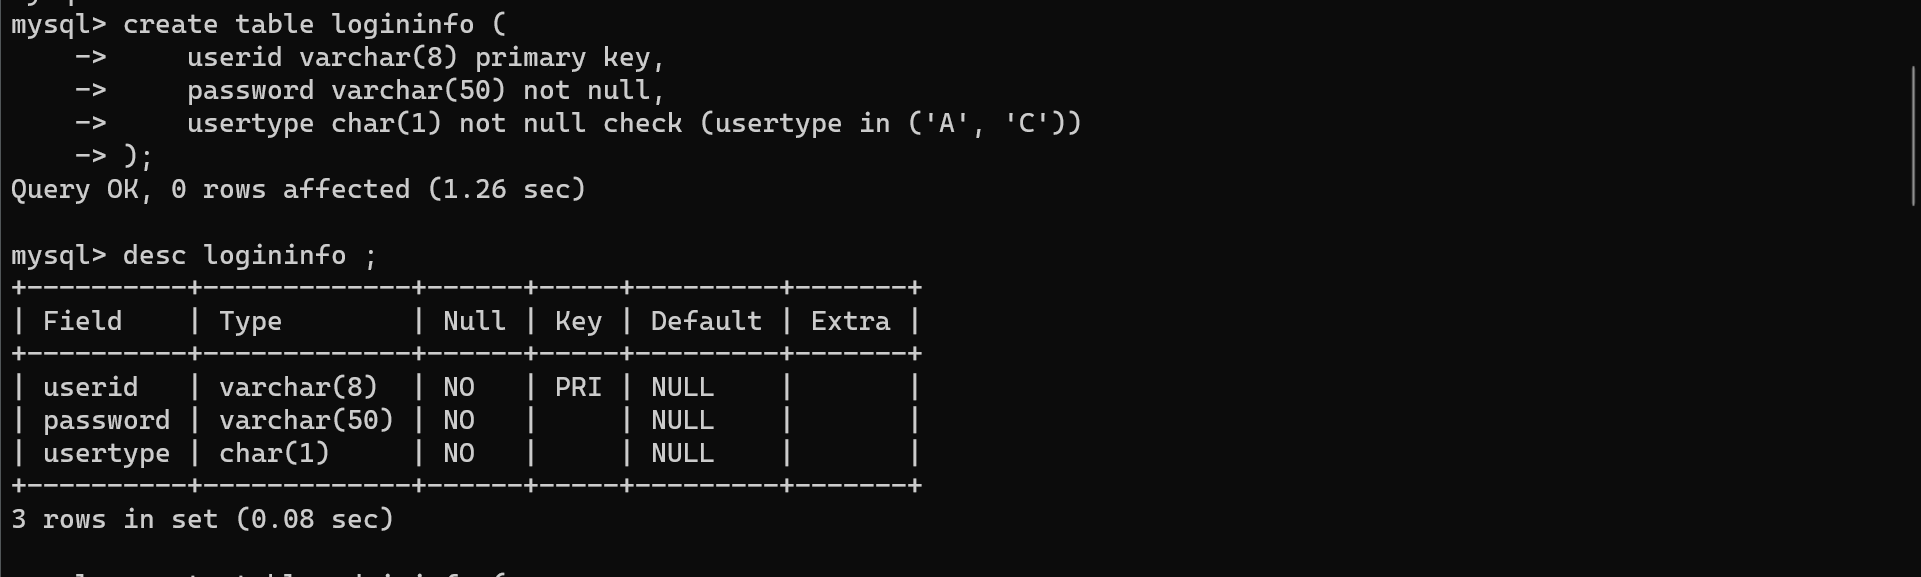 mysql> create table logininfo (
    ->     userid varchar(8) primary key,
    ->     password varchar(50) not null,
    ->     usertype char(1) not null check (usertype in ('A', 'C'))
    -> );
Query OK, 0 rows affected (1.26 sec)
mysql> desc logininfo ;
+----------+-------------+------+-----+---------+-------+
| Field    | Type        | Null | Key | Default | Extra |
+----------+-------------+------+-----+---------+-------+
| userid   | varchar(8)  | NO   | PRI | NULL    |       |
| password | varchar(50) | NO   |     | NULL    |       |
| usertype | char(1)     | NO   |     | NULL    |       |
+----------+-------------+------+-----+---------+-------+
3 rows in set (0.08 sec)